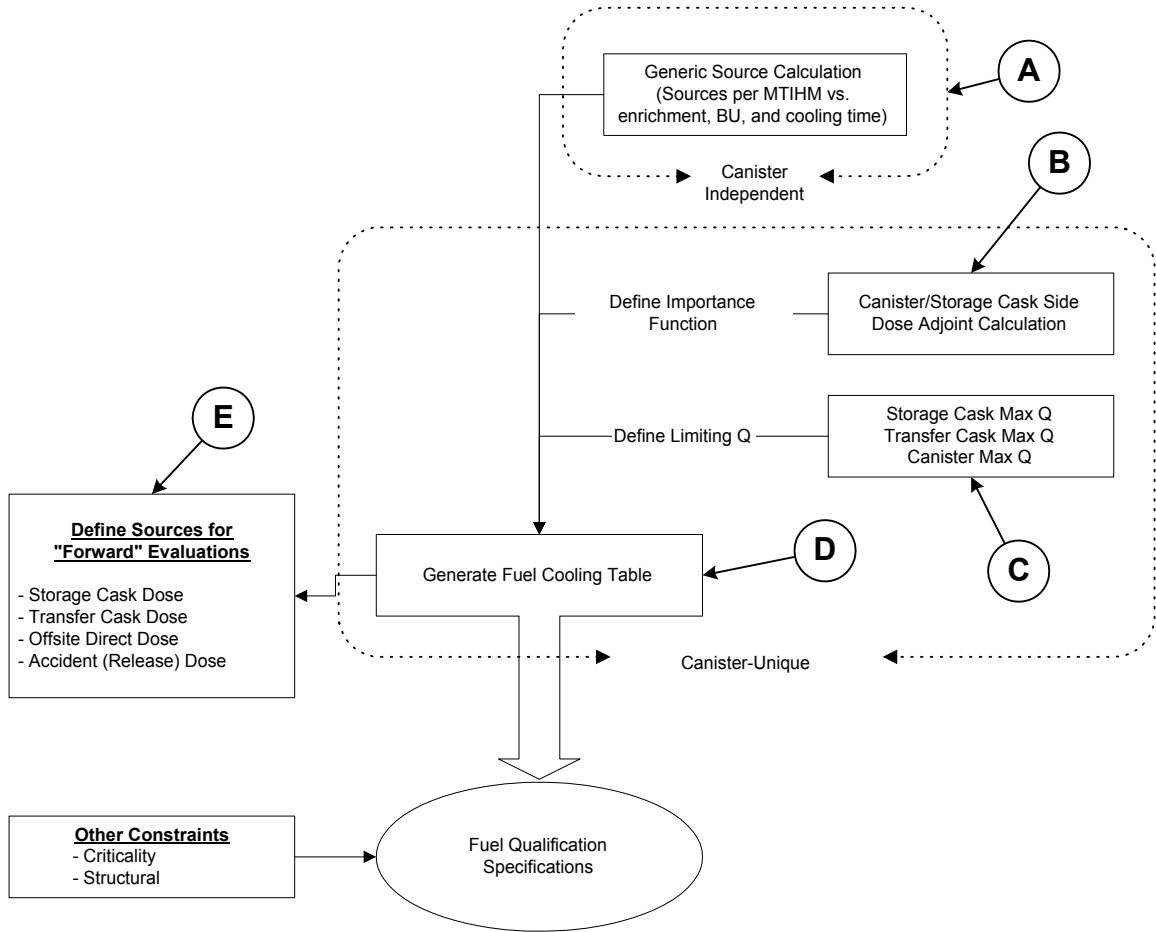 A
Generic Source Calculation
(Sources per MTIHM vs.
enrichment, BU, and cooling time)
B
Canister
Independent
Define Importance
Function
Canister/Storage Cask Side
Dose Adjoint Calculation
E
Define Limiting Q
Storage Cask Max Q
Transfer Cask Max Q
Canister Max Q
Define Sources for
"Forward" Evaluations
- Storage Cask Dose
- Transfer Cask Dose
- Offsite Direct Dose
- Accident (Release) Dose
Generate Fuel Cooling Table
D
C
Canister-Unique
Other Constraints
- Criticality
- Structural
Fuel Qualification
Specifications